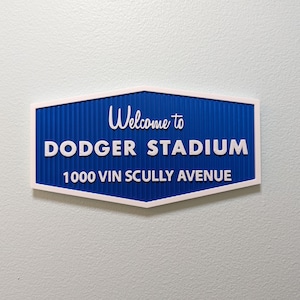 Welcome to
DODGER STADIUM
1000 VIN SCULLY AVENUE